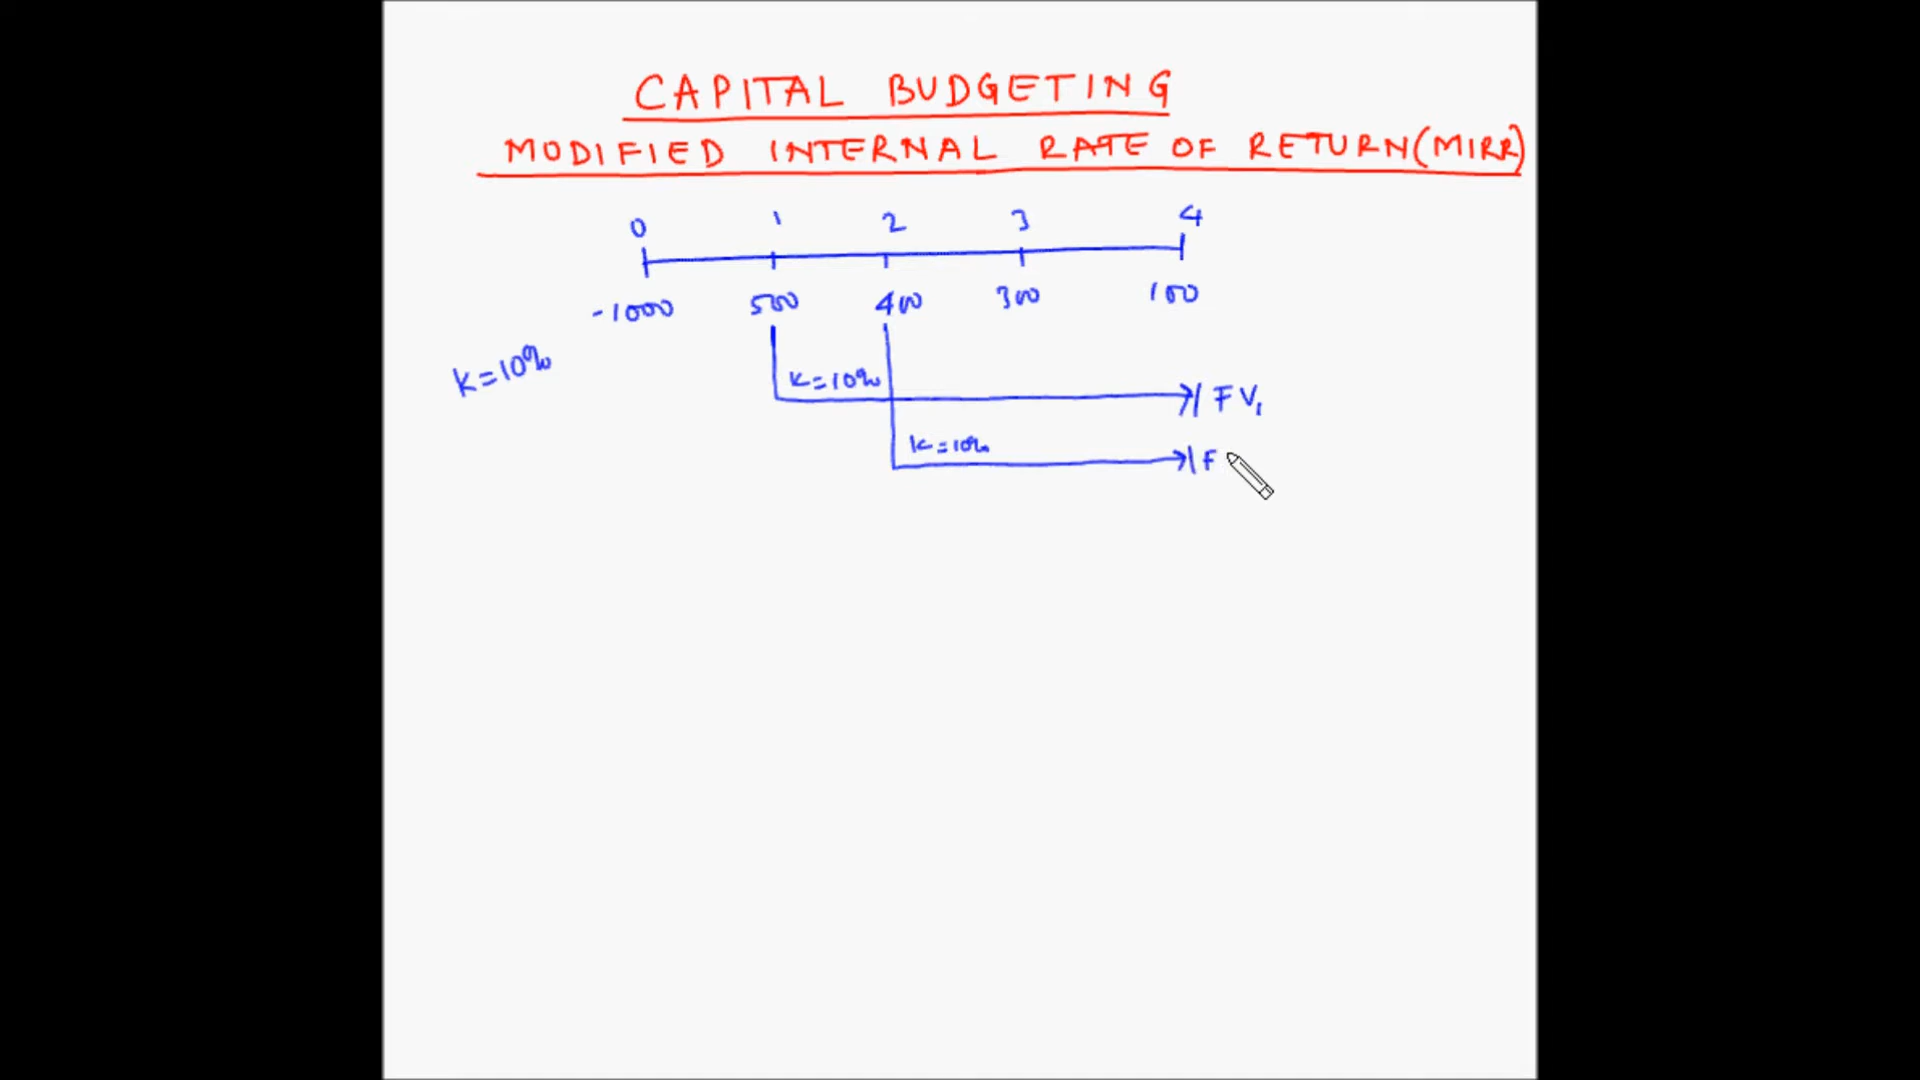 CAPITAL BUDGETING
MODIFIED INTERNAL RATE OF RETURN (MIRR)
0 1 2 3 4
-1000 500 400 300 100
K=10%
K=10% FV1
K=10% F